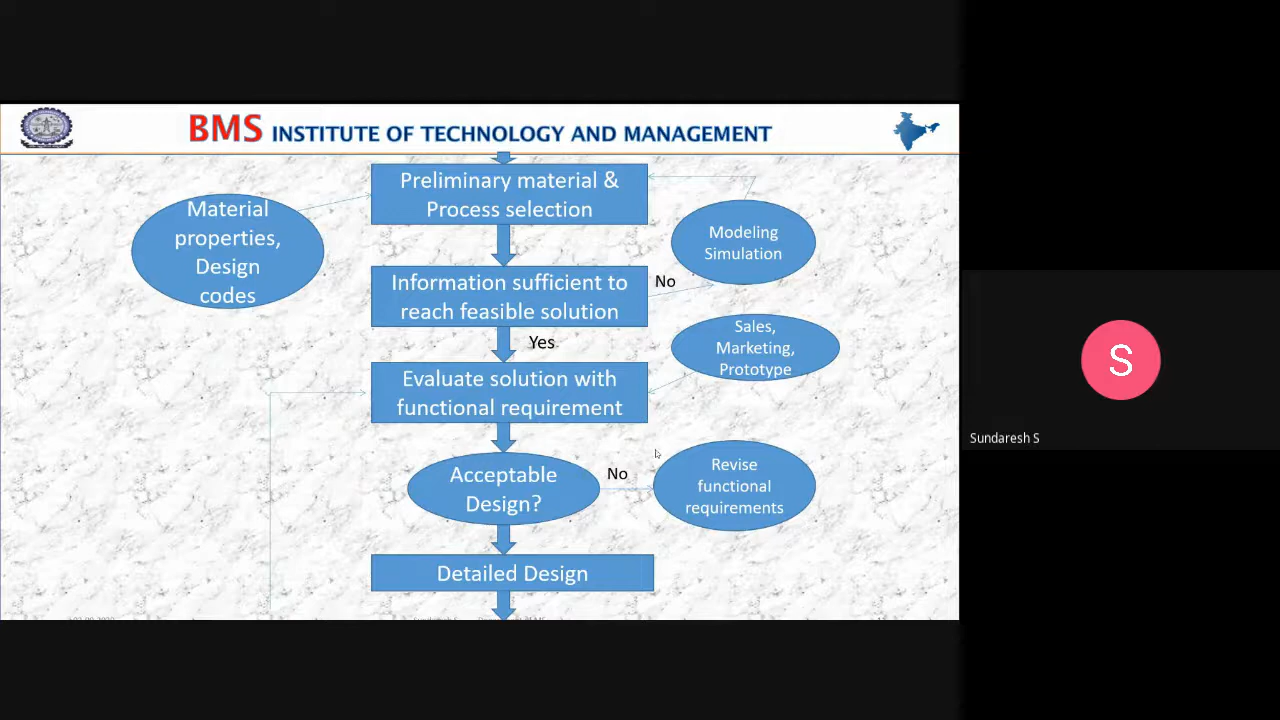 BMS INSTITUTE OF TECHNOLOGY AND MANAGEMENT
Preliminary material &
Process selection
Material
properties,
Design
codes
Modeling
Simulation
Information sufficient to
reach feasible solution
No
Yes
Sales,
Marketing,
Prototype
Evaluate solution with
functional requirement
Acceptable
Design?
No
Revise
functional
requirements
Detailed Design
S
Sundaresh S